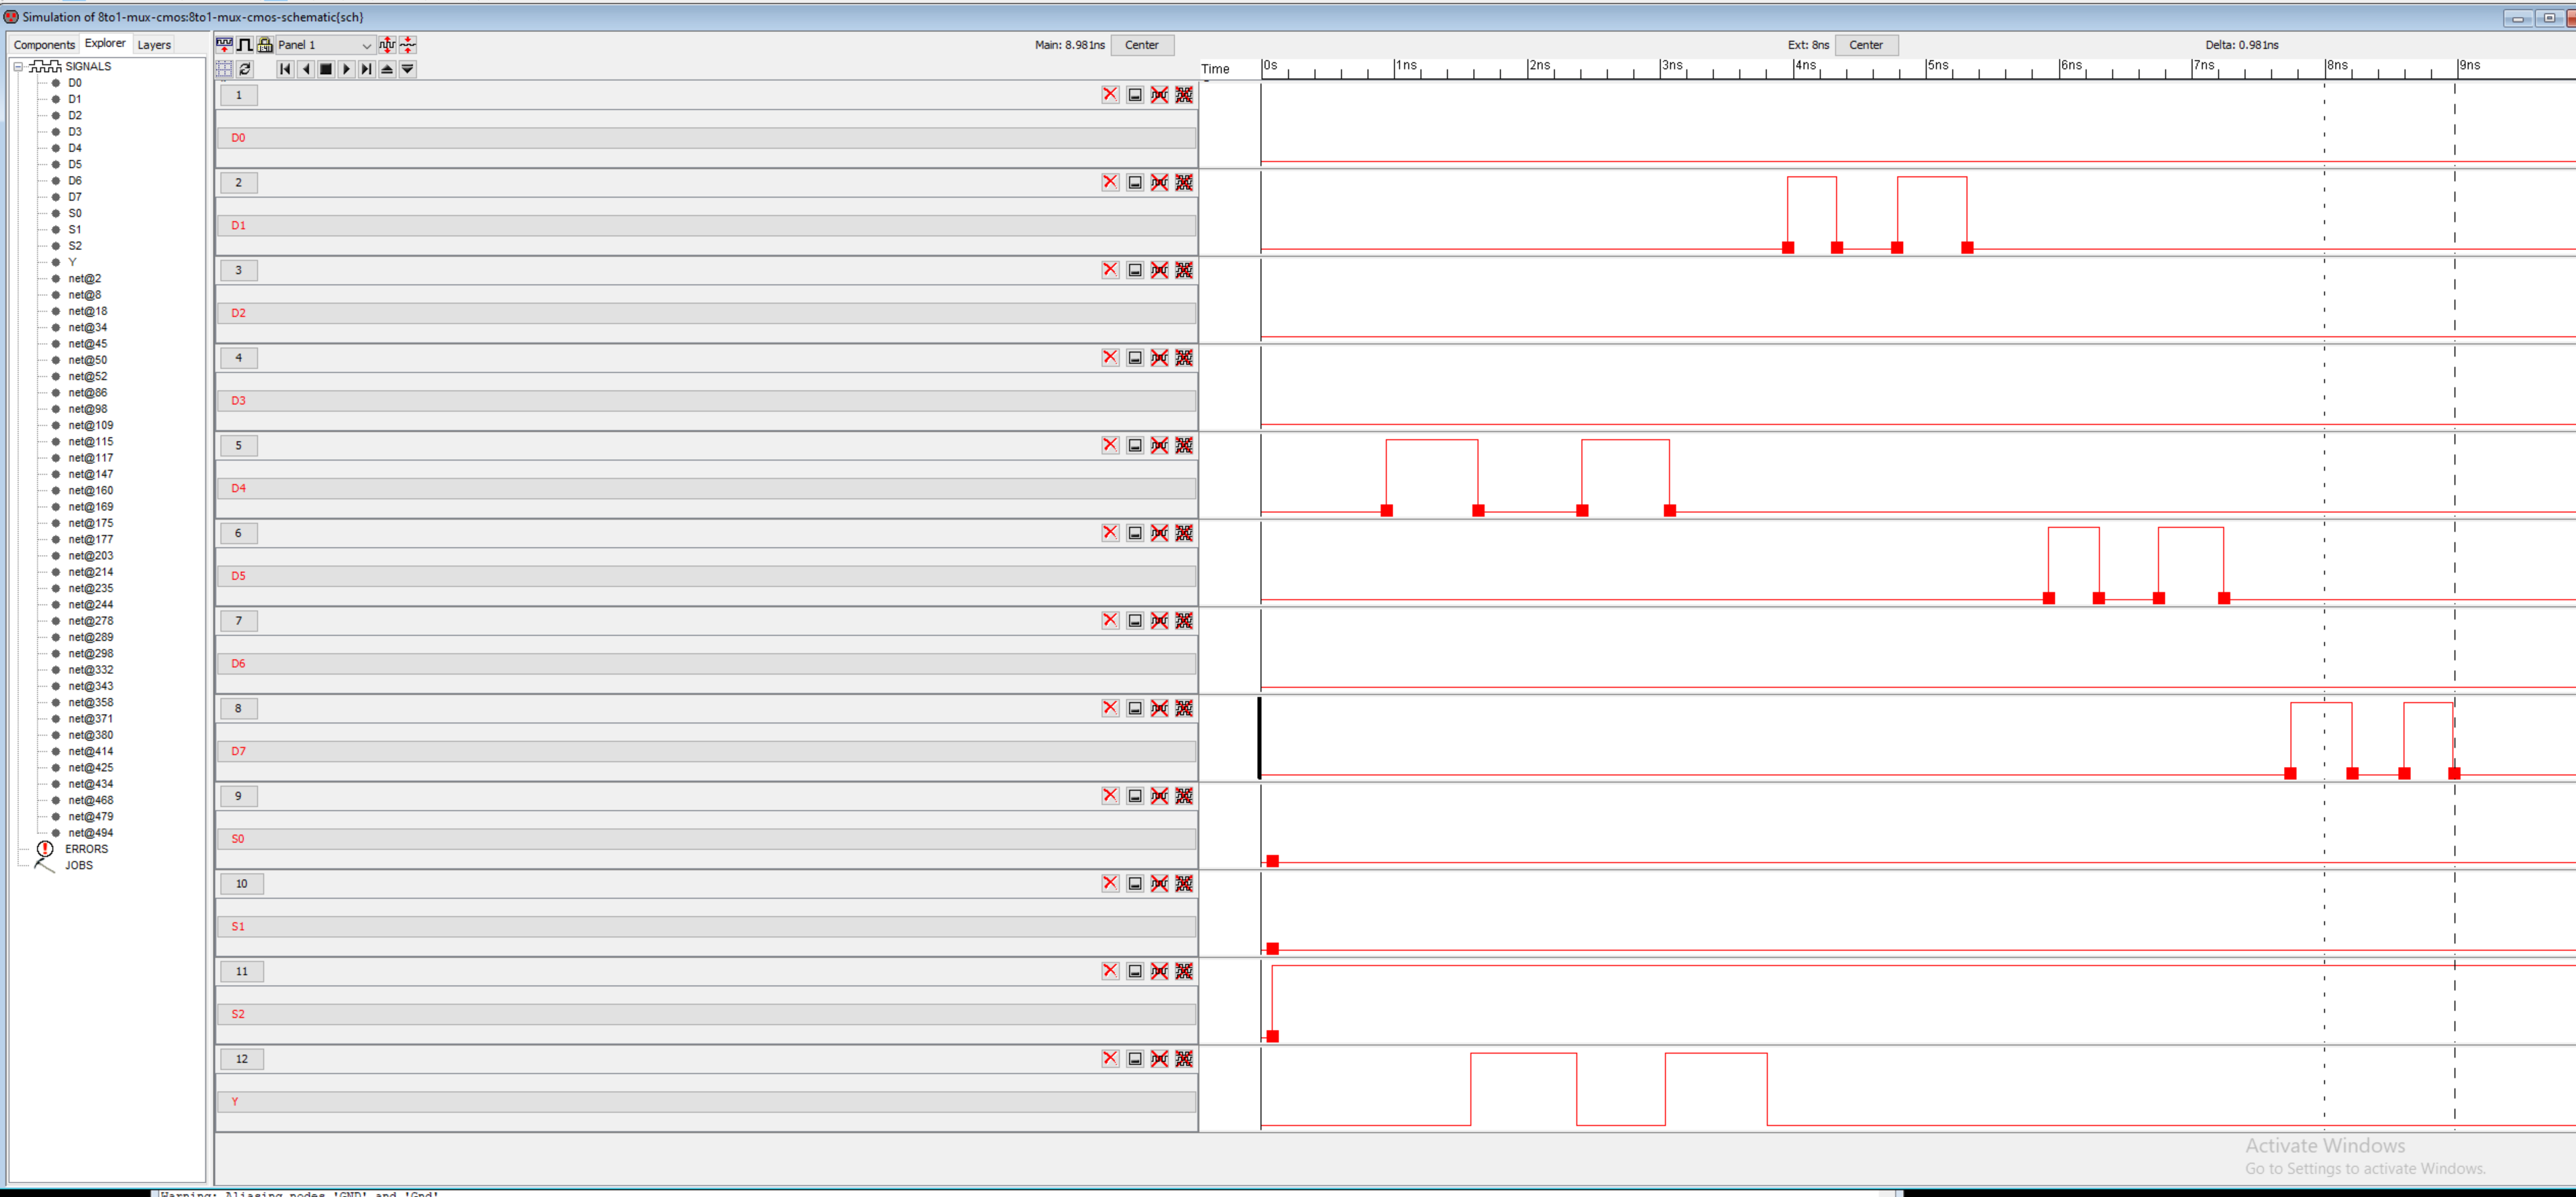 Simulation of 8to1-mux-cmos:8to1-mux-cmos-schematic{sch}
Components Explorer Layers
Panel 1 Main: 8.981ns Center Ext: 8ns Center Delta: 0.981ns
Time 0s 1ns 2ns 3ns 4ns 5ns 6ns 7ns 8ns 9ns
SIGNALS
D0
D1
D2
D3
D4
D5
D6
D7
S0
S1
S2
Y
net@2
net@8
net@18
net@34
net@45
net@50
net@52
net@86
net@98
net@109
net@115
net@117
net@147
net@160
net@169
net@175
net@177
net@203
net@214
net@235
net@244
net@278
net@289
net@298
net@332
net@343
net@358
net@371
net@380
net@414
net@425
net@434
net@468
net@479
net@494
ERRORS
JOBS
1
D0
2
D1
3
D2
4
D3
5
D4
6
D5
7
D6
8
D7
9
S0
10
S1
11
S2
12
Y
Activate Windows
Go to Settings to activate Windows.
Warning: Aliasing nodes 'GND' and 'Gnd'